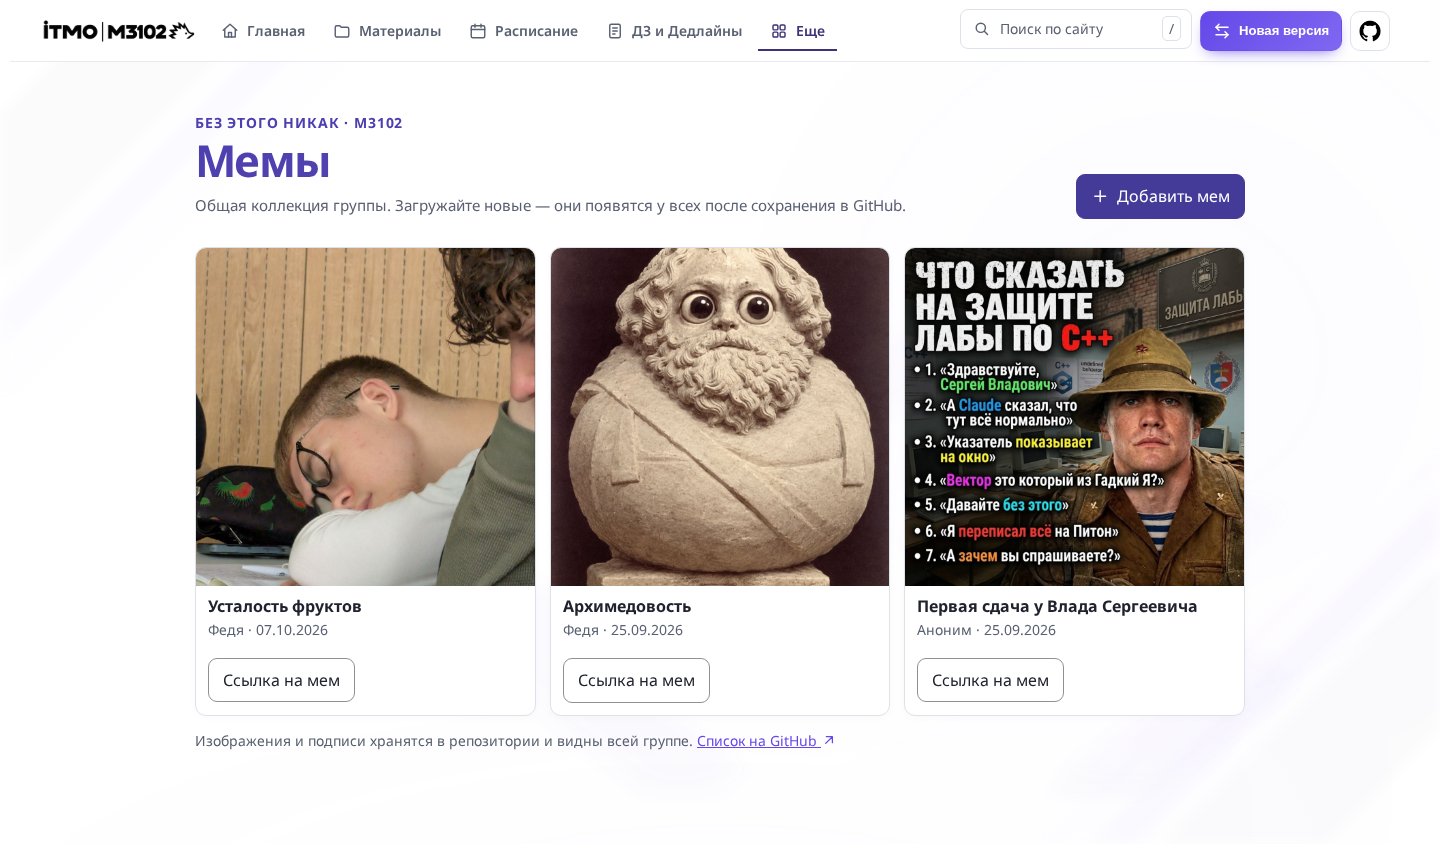 iTMO | M3102
Главная
Материалы
Расписание
ДЗ и Дедлайны
Еще
Поиск по сайту
/
Новая версия
БЕЗ ЭТОГО НИКАК · М3102
Мемы
Общая коллекция группы. Загружайте новые — они появятся у всех после сохранения в GitHub.
Добавить мем
ЧТО СКАЗАТЬ
НА ЗАЩИТЕ
ЛАБЫ ПО C++
ЗАЩИТА ЛАБЫ
• 1. «Здравствуйте,
Сергей Владович»
• 2. «А Claude сказал, что
тут всё нормально»
• 3. «Указатель показывает
на окно»
• 4. «Вектор это который из Гадкий Я?»
• 5. «Давайте без этого»
• 6. «Я переписал всё на Питон»
• 7. «А зачем вы спрашиваете?»
C++
Усталость фруктов
Федя · 07.10.2026
Ссылка на мем
Архимедовость
Федя · 25.09.2026
Ссылка на мем
Первая сдача у Влада Сергеевича
Аноним · 25.09.2026
Ссылка на мем
Изображения и подписи хранятся в репозитории и видны всей группе. Список на GitHub